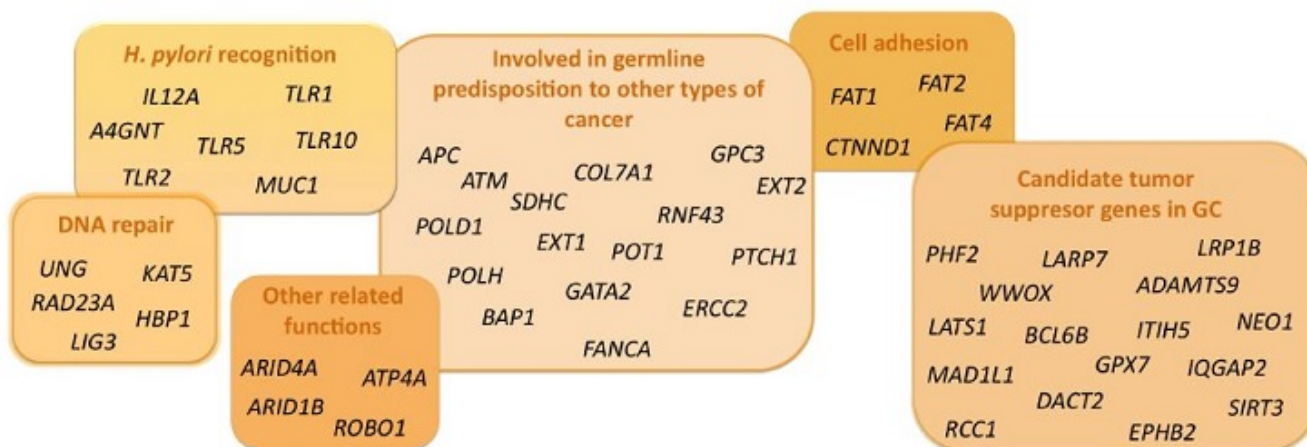 H. pylori recognition
IL12A
TLR1
A4GNT
TLR5
TLR10
TLR2
MUC1
DNA repair
UNG
KAT5
RAD23A
HBP1
LIG3
Other related
functions
ARID4A
ATP4A
ARID1B
ROBO1
Involved in germline
predisposition to other types of
cancer
APC
ATM
COL7A1
GPC3
SDHC
EXT2
POLD1
RNF43
EXT1
POT1
PTCH1
POLH
GATA2
BAP1
ERCC2
FANCA
Cell adhesion
FAT1
FAT2
FAT4
CTNND1
Candidate tumor
suppresor genes in GC
PHF2
LARP7
LRP1B
WWOX
ADAMTS9
LATS1
BCL6B
ITIH5
NEO1
MAD1L1
GPX7
IQGAP2
DACT2
SIRT3
RCC1
EPHB2